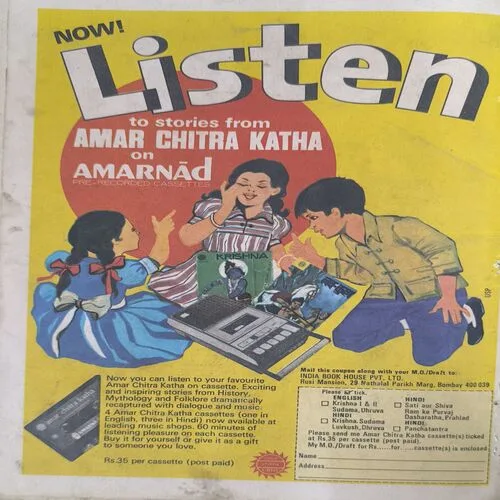 NOW!
Listen
to stories from
AMAR CHITRA KATHA
on
AMARNĀd
PRE-RECORDED CASSETTES
KRISHNA
Now you can listen to your favourite
Amar Chitra Katha on cassette. Exciting
and inspiring stories from History,
Mythology and Folklore dramatically
recaptured with dialogue and music.
4 Amar Chitra Katha cassettes (one in
English, three in Hindi) now available at
leading music shops. 60 minutes of
listening pleasure on each cassette.
Buy it for yourself or give it as a gift
to someone you love.
Rs.35 per cassette (post paid)
USP
Mail this coupon along with your M.O./Draft to:
INDIA BOOK HOUSE PVT. LTD.
Rusi Mansion, 29 Nathalal Parikh Marg, Bombay 400 039
Please tick.
ENGLISH
Krishna I & II
Sudama, Dhruva
HINDI
Krishna, Sudama
Luvkush, Dhruva
HINDI
Sati aur Shiva
Ram ke Purvaj
Dasharatha, Prahlad
HINDI
Panchatantra
Please send me Amar Chitra Katha cassette(s) ticked
at Rs.35 per cassette (post paid).
My M.O./Draft for Rs. for cassette(s) is enclosed
Name
Address